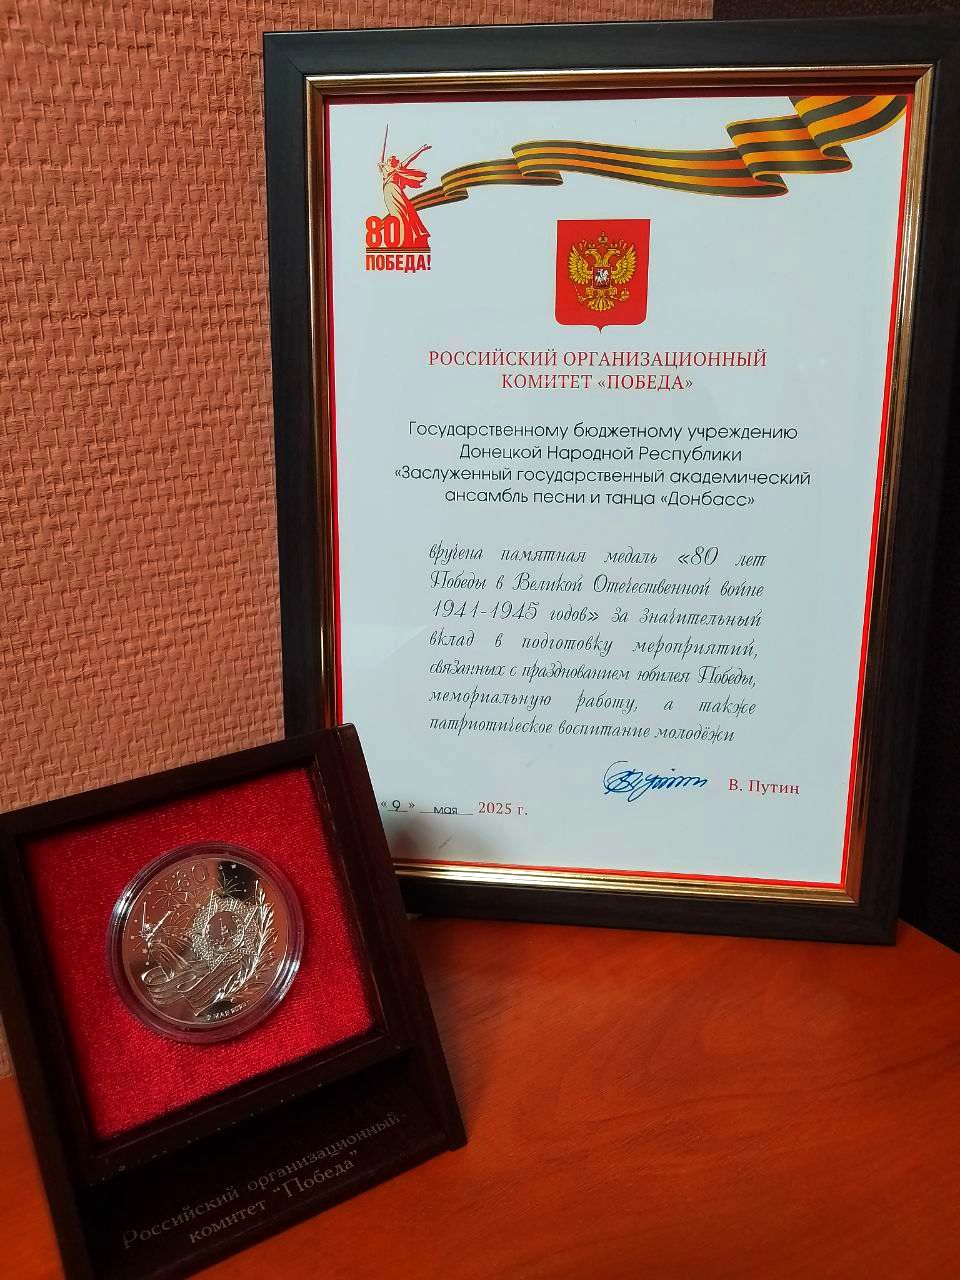 80
ПОБЕДА!
РОССИЙСКИЙ ОРГАНИЗАЦИОННЫЙ
КОМИТЕТ «ПОБЕДА»
Государственному бюджетному учреждению
Донецкой Народной Республики
«Заслуженный государственный академический
ансамбль песни и танца «Донбасс»
вручена памятная медаль «80 лет
Победы в Великой Отечественной войне
1941-1945 годов» за значительный
вклад в подготовку мероприятий,
связанных с празднованием юбилея Победы,
мемориальную работу, а также
патриотическое воспитание молодёжи
В. Путин
«9» мая 2025 г.
80
Российский организационный
комитет "Победа"